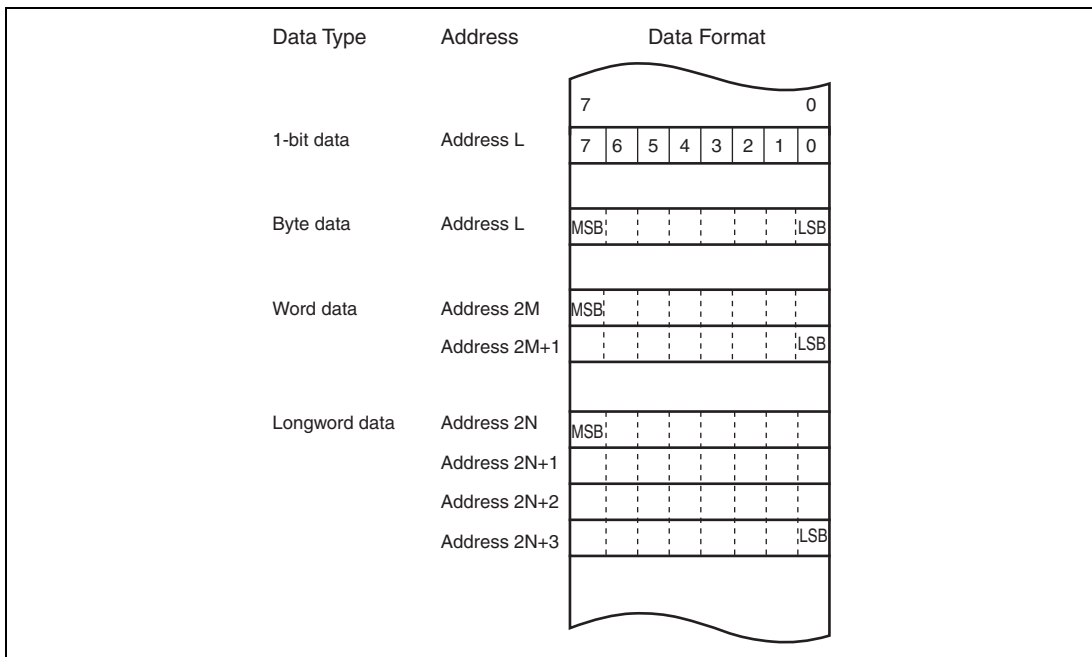 Data Type Address Data Format
7 0
1-bit data Address L 7 6 5 4 3 2 1 0
Byte data Address L MSB LSB
Word data Address 2M MSB
Address 2M+1 LSB
Longword data Address 2N MSB
Address 2N+1
Address 2N+2
Address 2N+3 LSB